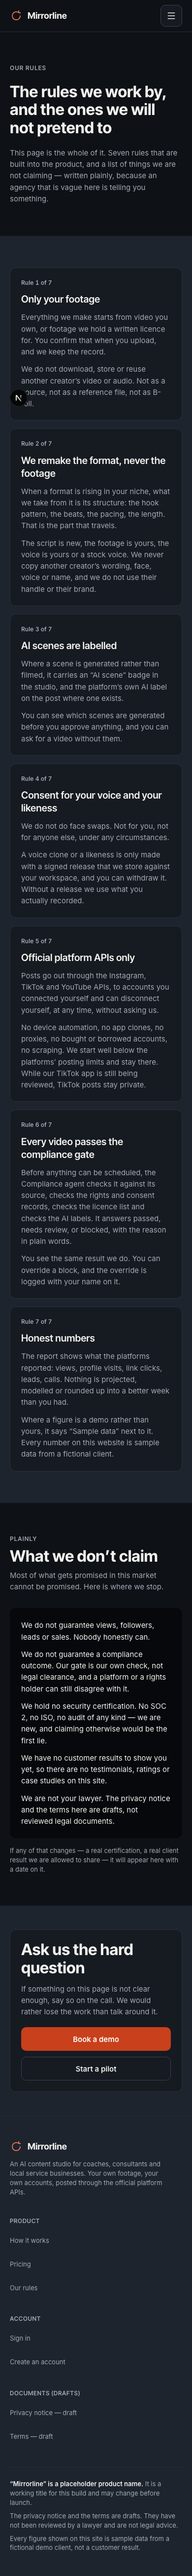 Mirrorline
OUR RULES
The rules we work by,
and the ones we will
not pretend to
This page is the whole of it. Seven rules that are
built into the product, and a list of things we are
not claiming — written plainly, because an
agency that is vague here is telling you
something.
Rule 1 of 7
Only your footage
Everything we make starts from video you
own, or footage we hold a written licence
for. You confirm that when you upload,
and we keep the record.
We do not download, store or reuse
another creator’s video or audio. Not as a
source, not as a reference file, not as B-
N
Rule 2 of 7
We remake the format, never the
footage
When a format is rising in your niche, what
we take from it is its structure: the hook
pattern, the beats, the pacing, the length.
That is the part that travels.
The script is new, the footage is yours, the
voice is yours or a stock voice. We never
copy another creator’s wording, face,
voice or name, and we do not use their
handle or their brand.
Rule 3 of 7
AI scenes are labelled
Where a scene is generated rather than
filmed, it carries an “AI scene” badge in
the studio, and the platform’s own AI label
on the post where one exists.
You can see which scenes are generated
before you approve anything, and you can
ask for a video without them.
Rule 4 of 7
Consent for your voice and your
likeness
We do not do face swaps. Not for you, not
for anyone else, under any circumstances.
A voice clone or a likeness is only made
with a signed release that we store against
your workspace, and you can withdraw it.
Without a release we use what you
actually recorded.
Rule 5 of 7
Official platform APIs only
Posts go out through the Instagram,
TikTok and YouTube APIs, to accounts you
connected yourself and can disconnect
yourself, at any time, without asking us.
No device automation, no app clones, no
proxies, no bought or borrowed accounts,
no scraping. We start well below the
platforms’ posting limits and stay there.
While our TikTok app is still being
reviewed, TikTok posts stay private.
Rule 6 of 7
Every video passes the
compliance gate
Before anything can be scheduled, the
Compliance agent checks it against its
source, checks the rights and consent
records, checks the licence list and
checks the AI labels. It answers passed,
needs review, or blocked, with the reason
in plain words.
You see the same result we do. You can
override a block, and the override is
logged with your name on it.
Rule 7 of 7
Honest numbers
The report shows what the platforms
reported: views, profile visits, link clicks,
leads, calls. Nothing is projected,
modelled or rounded up into a better week
than you had.
Where a figure is a demo rather than
yours, it says “Sample data” next to it.
Every number on this website is sample
data from a fictional client.
PLAINLY
What we don’t claim
Most of what gets promised in this market
cannot be promised. Here is where we stop.
We do not guarantee views, followers,
leads or sales. Nobody honestly can.
We do not guarantee a compliance
outcome. Our gate is our own check, not
legal clearance, and a platform or a rights
holder can still disagree with it.
We hold no security certification. No SOC
2, no ISO, no audit of any kind — we are
new, and claiming otherwise would be the
first lie.
We have no customer results to show you
yet, so there are no testimonials, ratings or
case studies on this site.
We are not your lawyer. The privacy notice
and the terms here are drafts, not
reviewed legal documents.
If any of that changes — a real certification, a real client
result we are allowed to share — it will appear here with
a date on it.
Ask us the hard
question
If something on this page is not clear
enough, say so on the call. We would
rather lose the work than talk around it.
Book a demo
Start a pilot
Mirrorline
An AI content studio for coaches, consultants and
local service businesses. Your own footage, your
own accounts, posted through the official platform
APIs.
PRODUCT
How it works
Pricing
Our rules
ACCOUNT
Sign in
Create an account
DOCUMENTS (DRAFTS)
Privacy notice — draft
Terms — draft
“Mirrorline” is a placeholder product name. It is a
working title for this build and may change before
launch.
The privacy notice and the terms are drafts. They have
not been reviewed by a lawyer and are not legal advice.
Every figure shown on this site is sample data from a
fictional demo client, not a customer result.